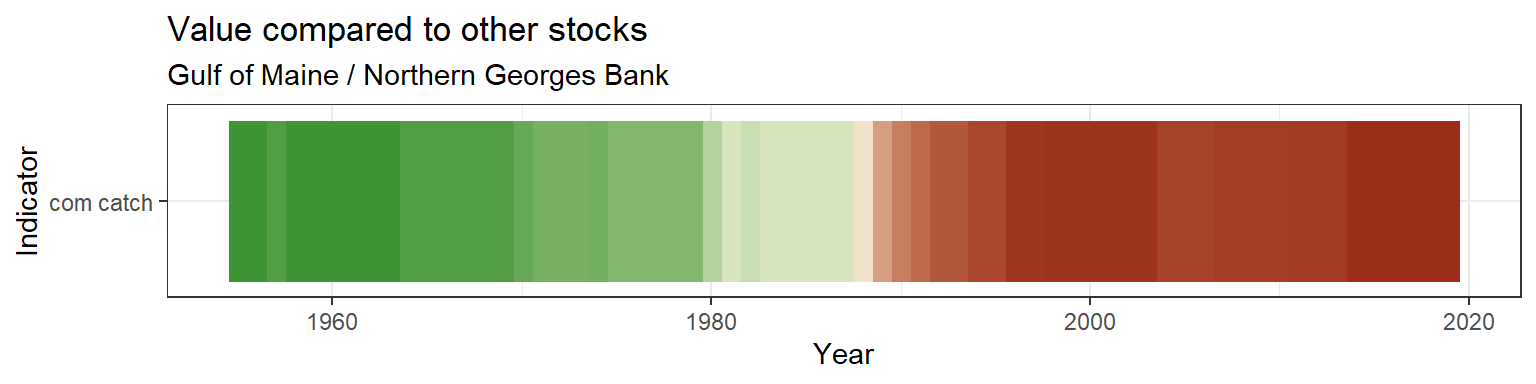 Value compared to other stocks
Gulf of Maine / Northern Georges Bank
Indicator
com catch
1960 1980 2000 2020
Year